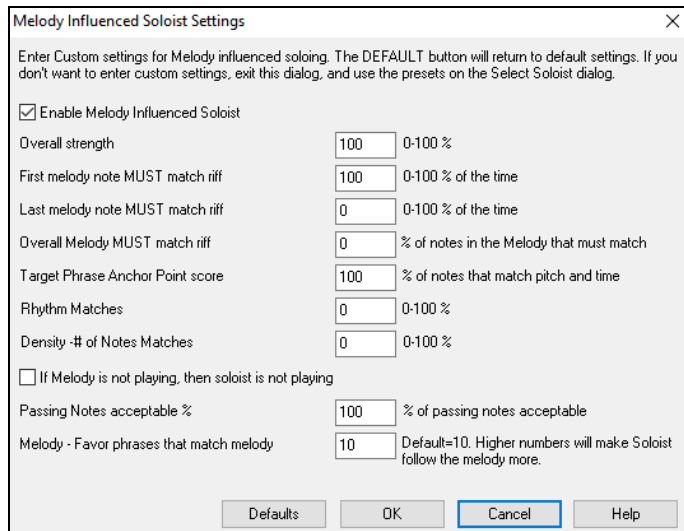 Melody Influenced Soloist Settings
Enter Custom settings for Melody influenced soloing. The DEFAULT button will return to default settings. If you
don't want to enter custom settings, exit this dialog, and use the presets on the Select Soloist dialog.
Enable Melody Influenced Soloist
Overall strength 100 0-100 %
First melody note MUST match riff 100 0-100 % of the time
Last melody note MUST match riff 0 0-100 % of the time
Overall Melody MUST match riff 0 % of notes in the Melody that must match
Target Phrase Anchor Point score 100 % of notes that match pitch and time
Rhythm Matches 0 0-100 %
Density -# of Notes Matches 0 0-100 %
If Melody is not playing, then soloist is not playing
Passing Notes acceptable % 100 % of passing notes acceptable
Melody - Favor phrases that match melody 10 Default=10. Higher numbers will make Soloist
follow the melody more.
Defaults OK Cancel Help